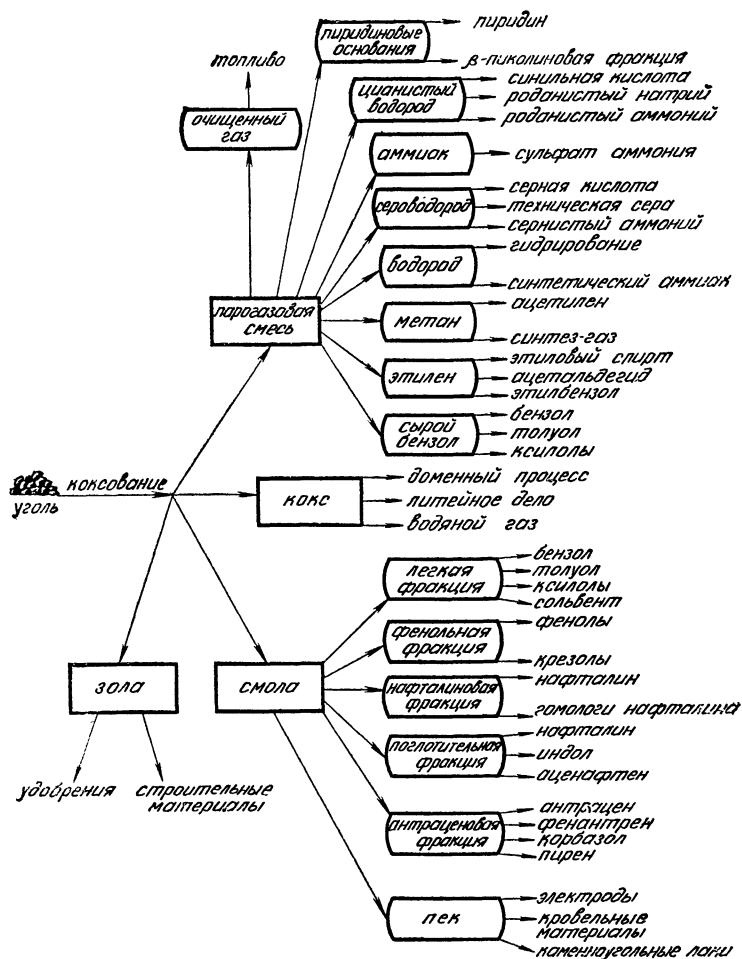 пиридин
пиридиновые
основания
β-пиколиновая фракция
топливо
синильная кислота
цианистый
водород
роданистый натрий
роданистый аммоний
очищенный
газ
аммиак
сульфат аммония
серная кислота
сероводород
техническая сера
сернистый аммоний
водород
гидрирование
синтетический аммиак
парогазовая
смесь
ацетилен
метан
синтез-газ
этиловый спирт
этилен
ацетальдегид
этилбензол
бензол
сырой
бензол
толуол
ксилолы
уголь
коксование
кокс
доменный процесс
литейное дело
водяной газ
бензол
легкая
фракция
толуол
ксилолы
сольвент
фенолы
фенольная
фракция
крезолы
зола
смола
нафталин
нафталиновая
фракция
гомологи нафталина
нафталин
поглотительная
фракция
индол
аценафтен
удобрения
строительные
материалы
антрацен
антраценовая
фракция
фенантрен
корбазол
пирен
электроды
пек
кровельные
материалы
каменноугольные лаки